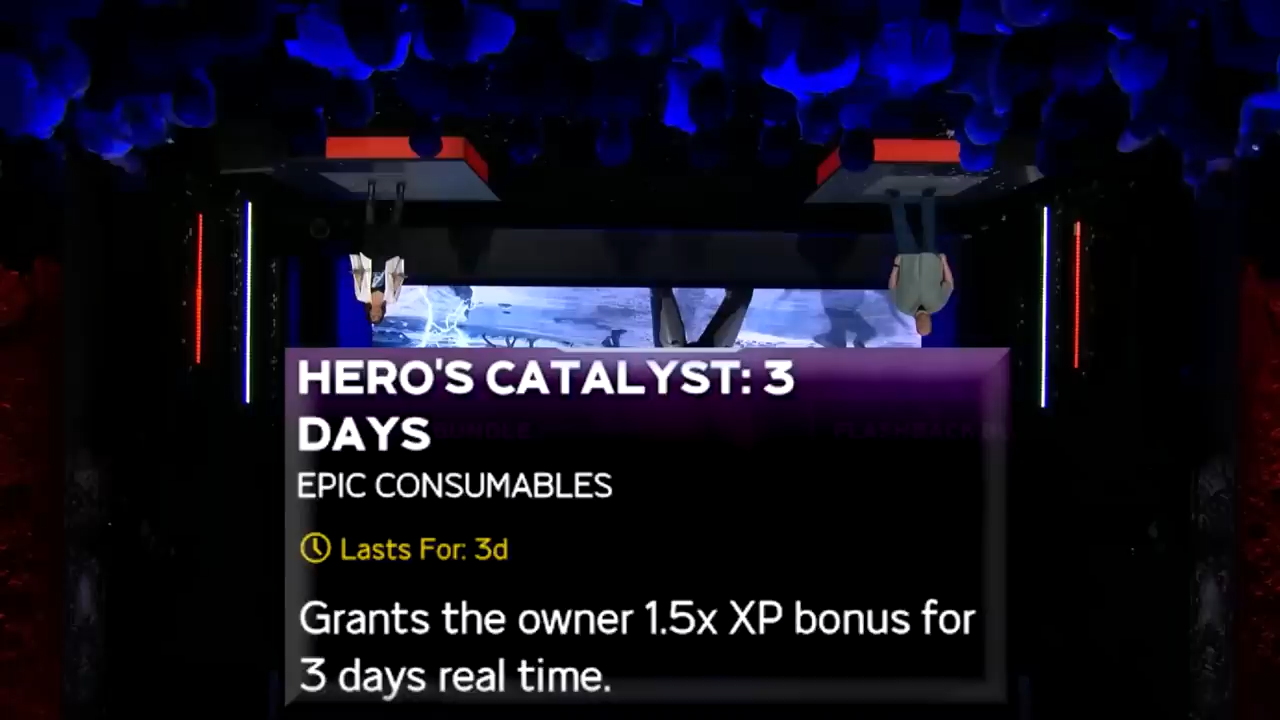 HERO'S CATALYST: 3
DAYS
EPIC CONSUMABLES
Lasts For: 3d
Grants the owner 1.5x XP bonus for
3 days real time.